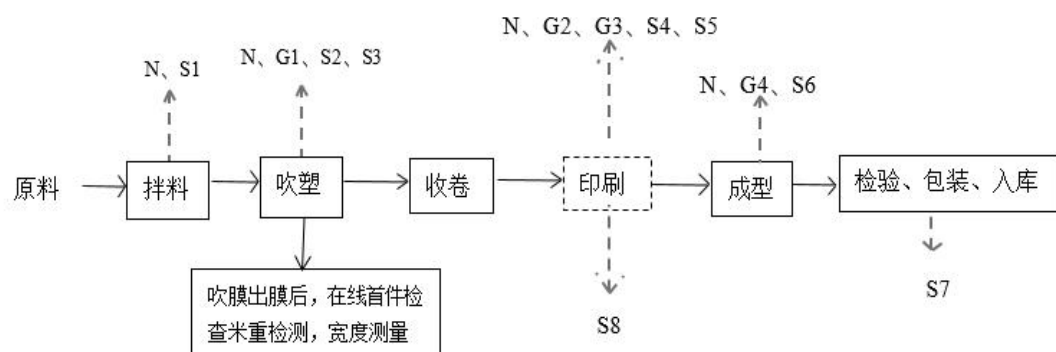 N、G2、G3、S4、S5
N、G1、S2、S3
N、S1
N、G4、S6
原料
拌料
吹塑
收卷
印刷
成型
检验、包装、入库
吹膜出膜后，在线首件检
查米重检测，宽度测量
S8
S7